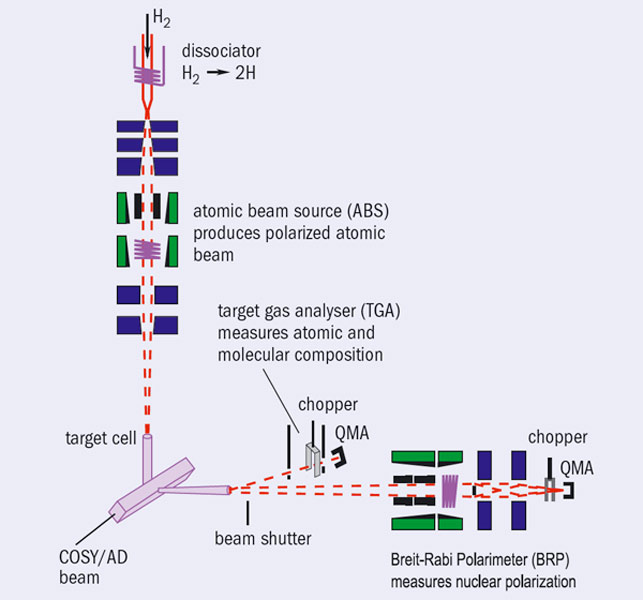 H₂
dissociator
H₂ → 2H
atomic beam source (ABS)
produces polarized atomic
beam
target gas analyser (TGA)
measures atomic and
molecular composition
chopper
QMA
target cell
chopper
QMA
beam shutter
COSY/AD
beam
Breit-Rabi Polarimeter (BRP)
measures nuclear polarization